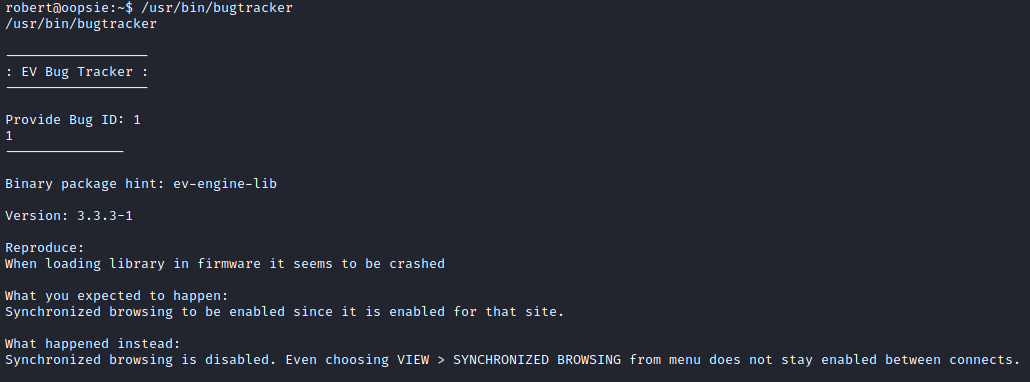 robert@oopsie:~$ /usr/bin/bugtracker
/usr/bin/bugtracker
------------------
: EV Bug Tracker :
------------------
Provide Bug ID: 1
1
---------------
Binary package hint: ev-engine-lib
Version: 3.3.3-1
Reproduce:
When loading library in firmware it seems to be crashed
What you expected to happen:
Synchronized browsing to be enabled since it is enabled for that site.
What happened instead:
Synchronized browsing is disabled. Even choosing VIEW > SYNCHRONIZED BROWSING from menu does not stay enabled between connects.